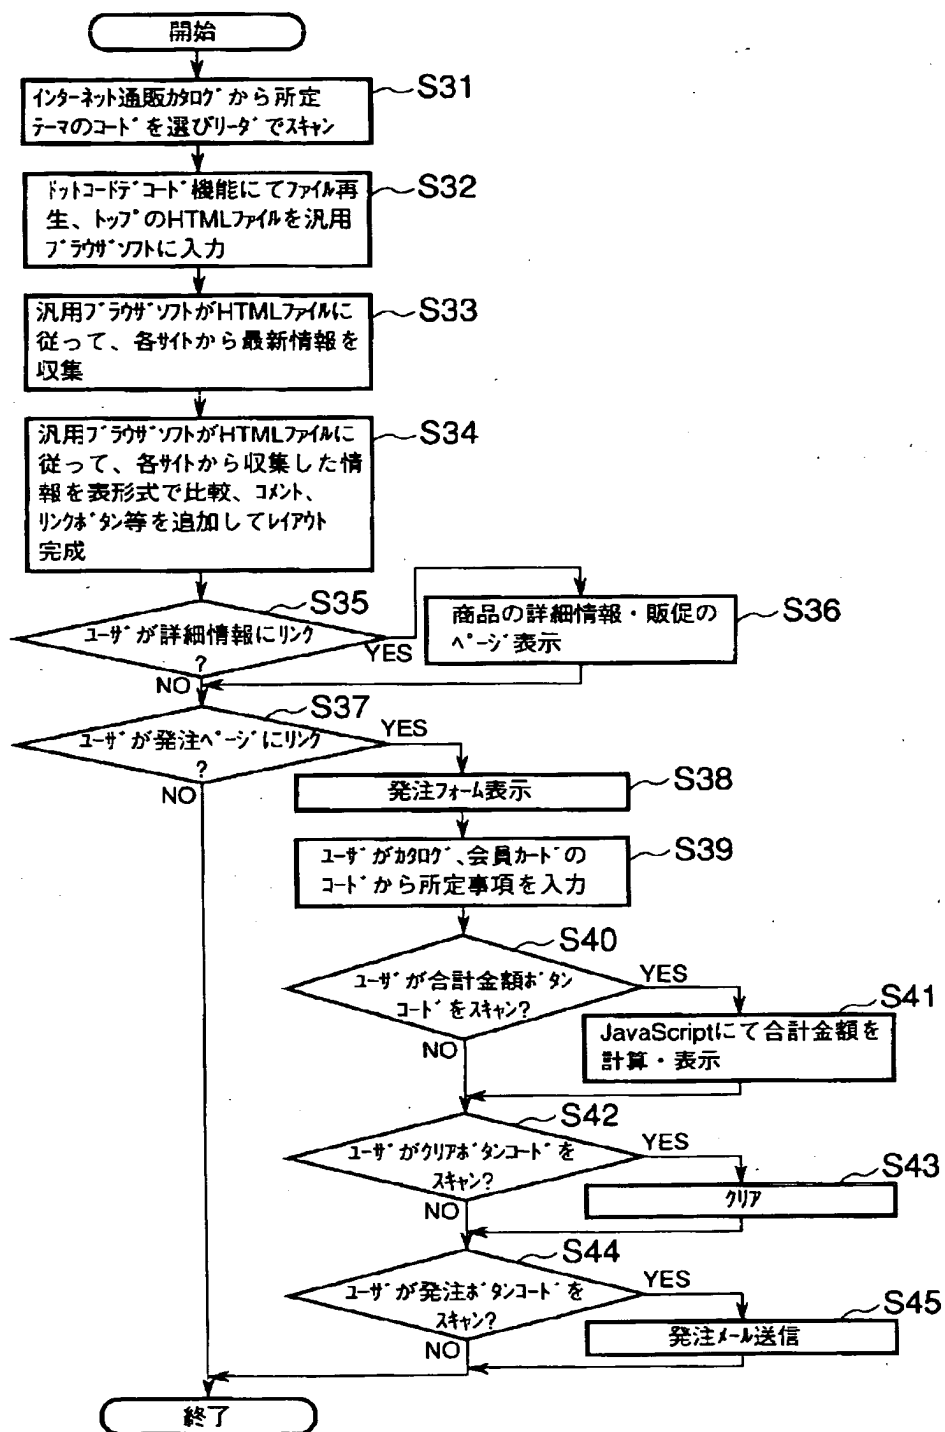 開始
S31
インターネット通販カタログから所定
テーマのコードを選びリーダでスキャン
S32
ドットコードデコード機能にてファイル再
生、トップのHTMLファイルを汎用
ブラウザソフトに入力
S33
汎用ブラウザソフトがHTMLファイルに
従って、各サイトから最新情報を
収集
S34
汎用ブラウザソフトがHTMLファイルに
従って、各サイトから収集した情
報を表形式で比較、コメント、
リンクボタン等を追加してレイアウト
完成
S35
ユーザが詳細情報にリンク
?
YES
NO
S36
商品の詳細情報・販促の
ページ表示
S37
ユーザが発注ページにリンク
?
YES
NO
S38
発注フォーム表示
S39
ユーザがカタログ、会員カードの
コードから所定事項を入力
S40
ユーザが合計金額ボタン
コードをスキャン?
YES
NO
S41
JavaScriptにて合計金額を
計算・表示
S42
ユーザがクリアボタンコードを
スキャン?
YES
NO
S43
クリア
S44
ユーザが発注ボタンコードを
スキャン?
YES
NO
S45
発注メール送信
終了